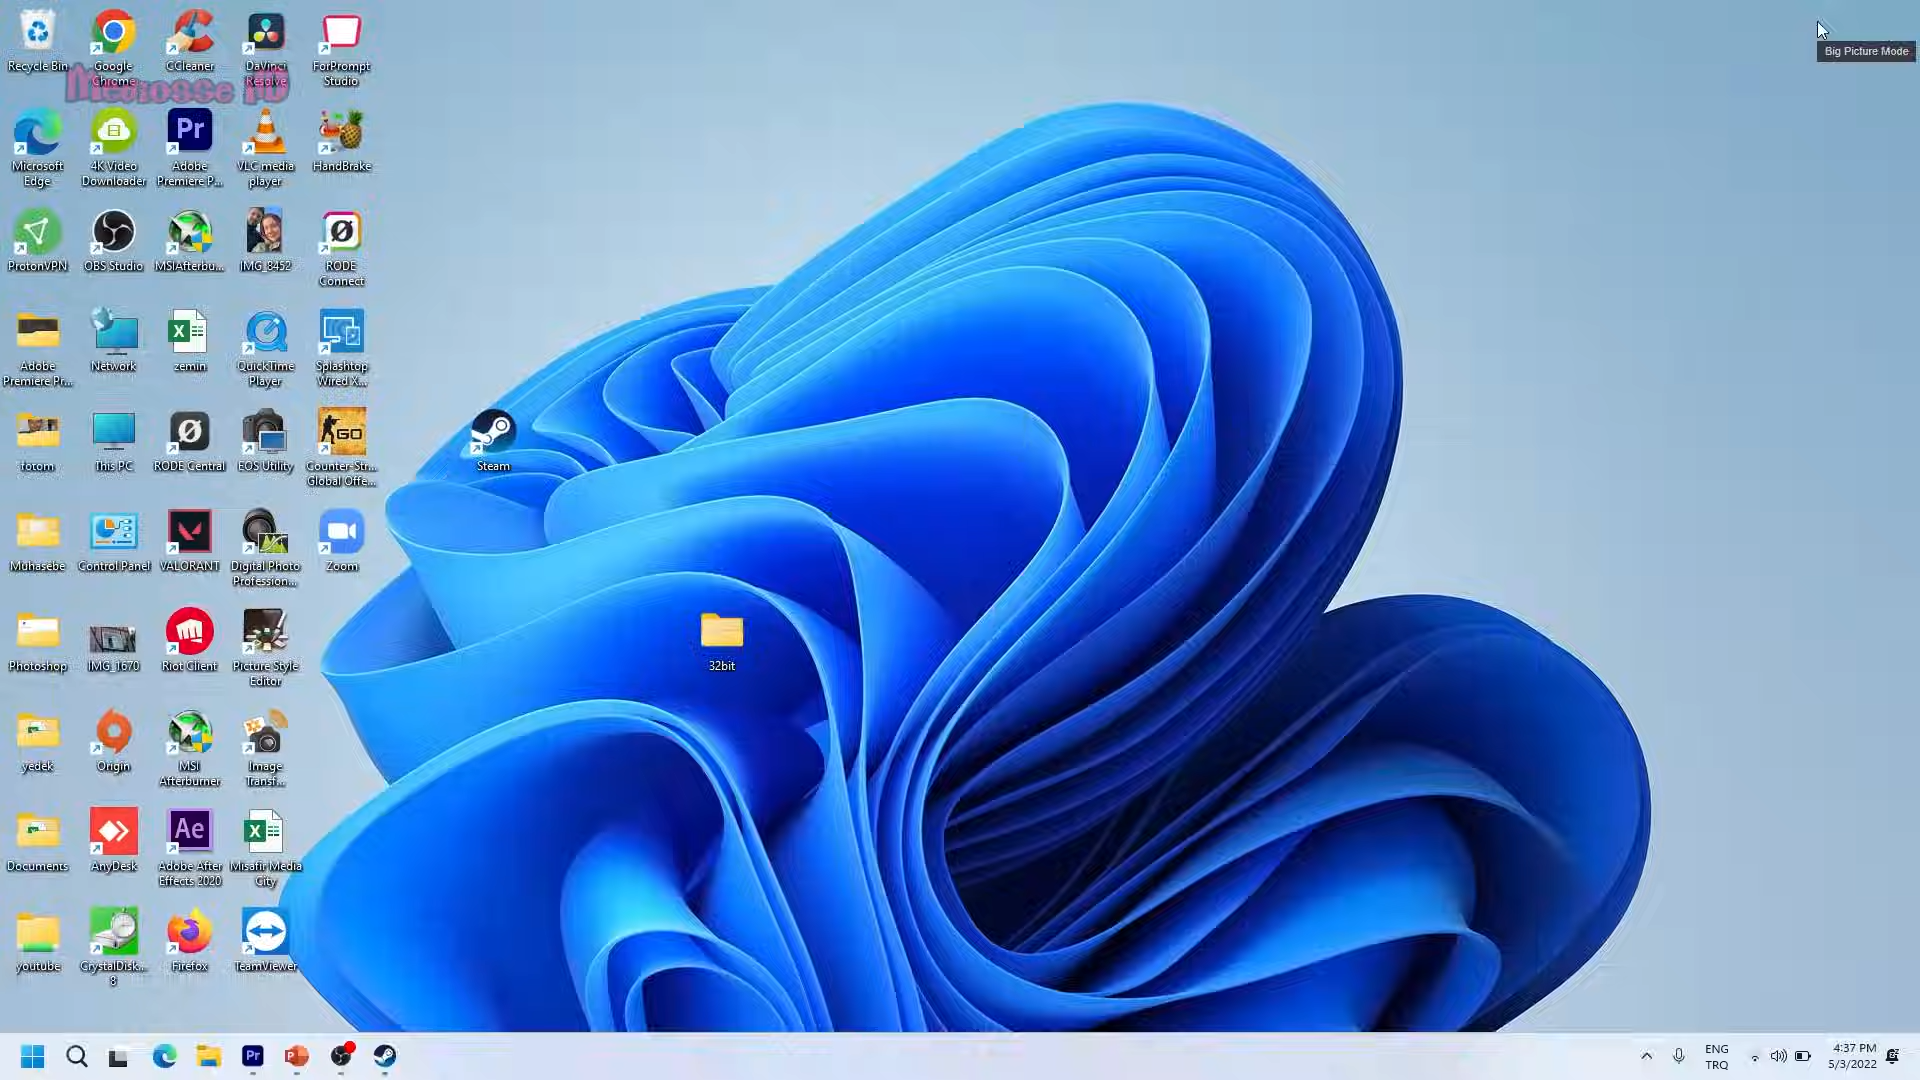 Big Picture Mode
Recycle Bin
Google
Chrome
CCleaner
DaVinci
Resolve
ForPrompt
Studio
Mediosse
Microsoft
Edge
4K Video
Downloader
Adobe
Premiere P...
VLC media
player
HandBrake
ProtonVPN
OBS Studio
MSIAfterbu...
IMG_8452
RODE
Connect
Adobe
Premiere Pr...
Network
zemin
QuickTime
Player
Splashtop
Wired X...
fotom
This PC
RODE Central
EOS Utility
GO
Counter-Str...
Global Offe...
Steam
Muhasebe
Control Panel
VALORANT
Digital Photo
Profession...
Zoom
Photoshop
IMG_1670
Riot Client
Picture Style
Editor
32bit
yedek
Origin
MSI
Afterburner
Image
Transf...
Documents
AnyDesk
Adobe After
Effects 2020
Misafir Media
City
youtube
CrystalDisk...
8
Firefox
TeamViewer
Pr
Ae
Pr
ENG
TRQ
4:37 PM
5/3/2022